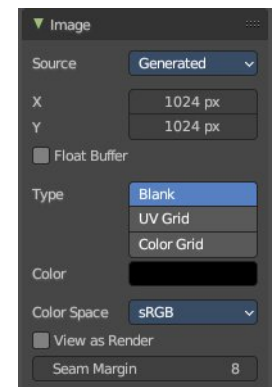 Image
Source Generated
X 1024 px
Y 1024 px
Float Buffer
Type Blank
UV Grid
Color Grid
Color
Color Space sRGB
View as Render
Seam Margin 8